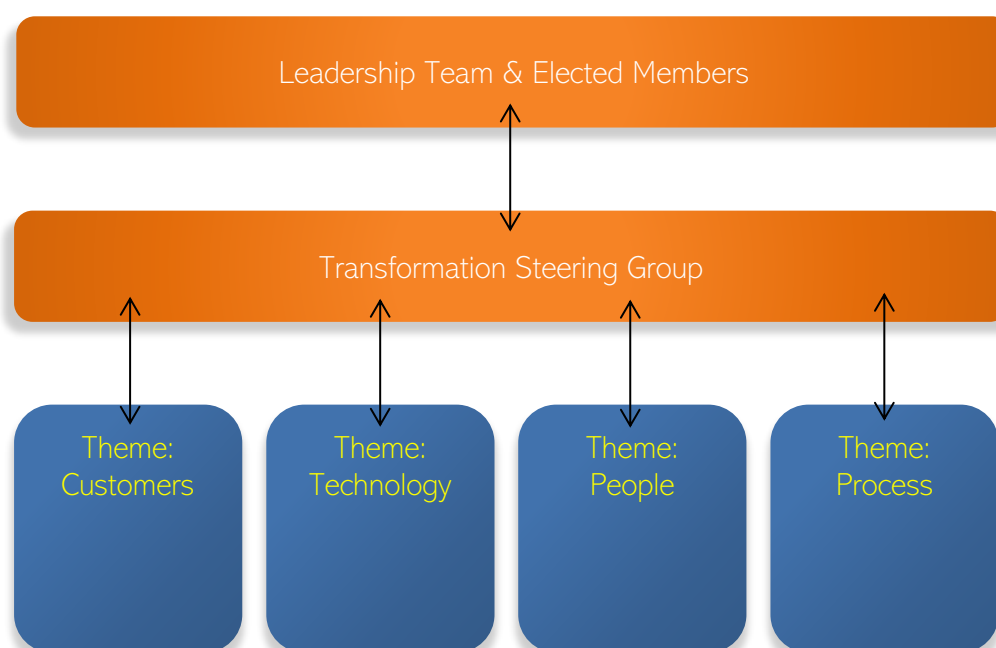 Leadership Team & Elected Members
Transformation Steering Group
Theme:
Customers
Theme:
Technology
Theme:
People
Theme:
Process